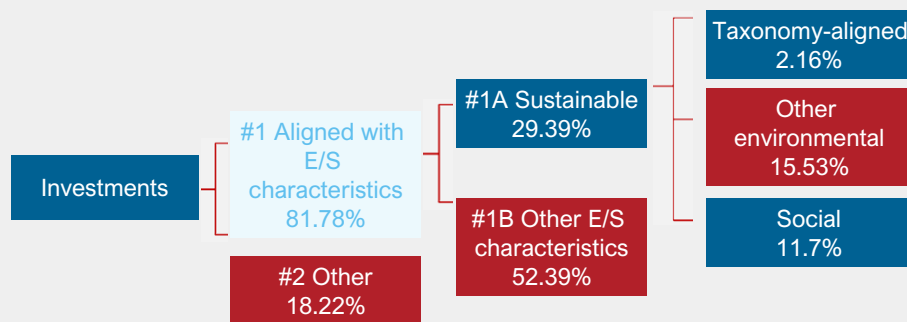 Investments
#1 Aligned with
E/S
characteristics
81.78%
#2 Other
18.22%
#1A Sustainable
29.39%
#1B Other E/S
characteristics
52.39%
Taxonomy-aligned
2.16%
Other
environmental
15.53%
Social
11.7%